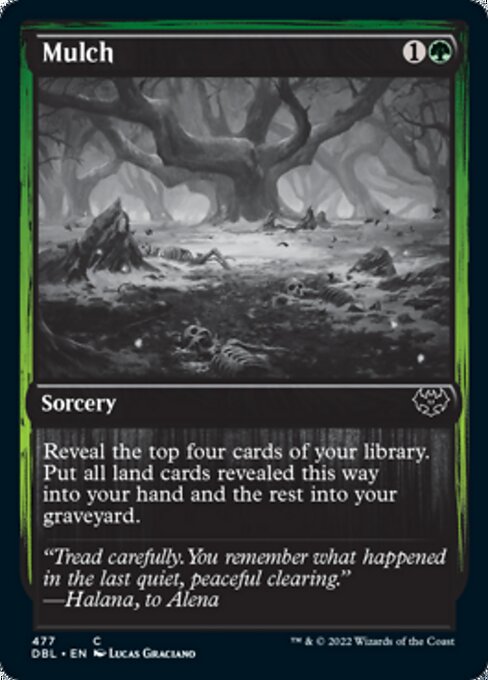 Mulch 1
Sorcery
Reveal the top four cards of your library.
Put all land cards revealed this way
into your hand and the rest into your
graveyard.
“Tread carefully. You remember what happened
in the last quiet, peaceful clearing.”
—Halana, to Alena
477 C
DBL • EN Lucas Graciano
™ & © 2022 Wizards of the Coast